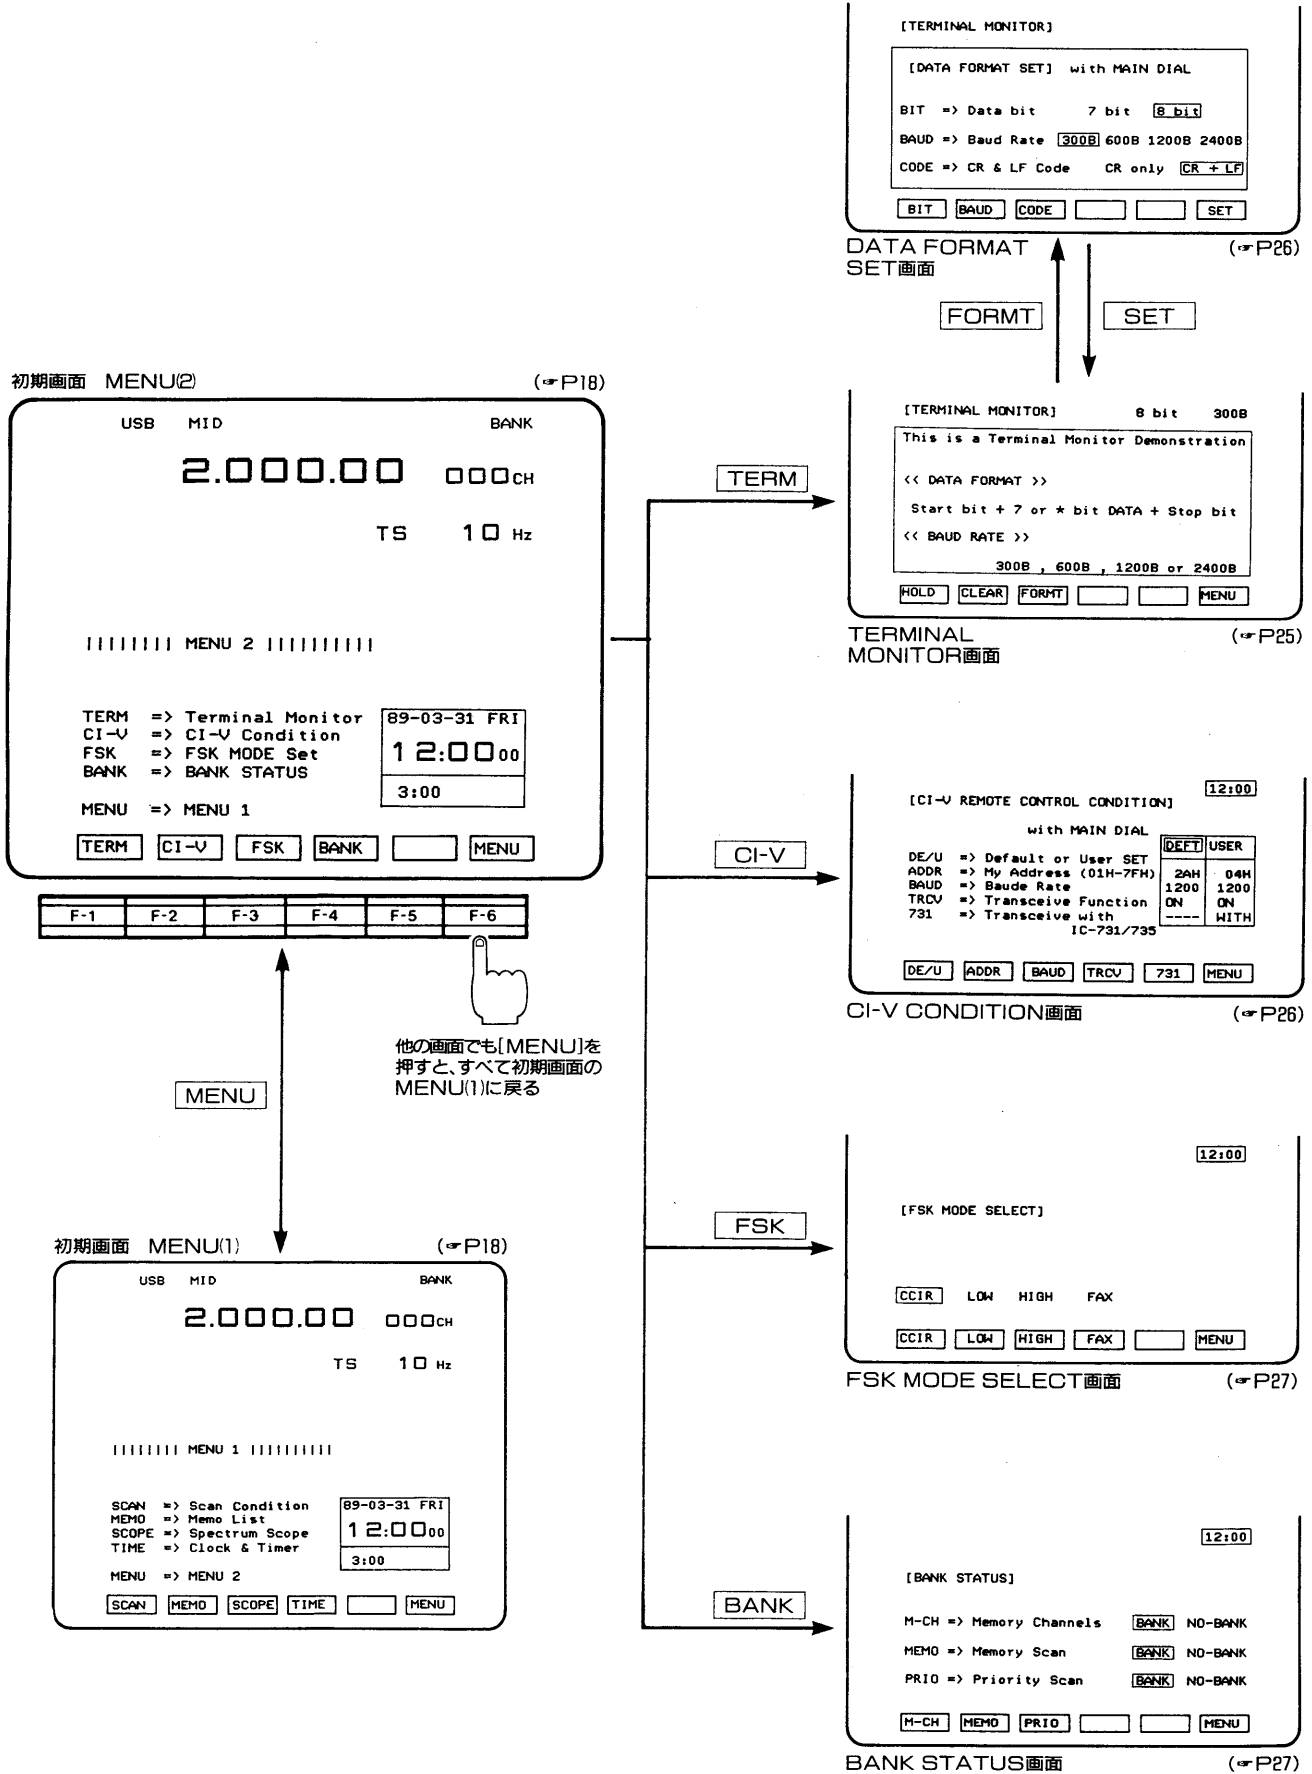 [TERMINAL MONITOR]
[DATA FORMAT SET] with MAIN DIAL
BIT => Data bit 7 bit 8 bit
BAUD => Baud Rate 300B 600B 1200B 2400B
CODE => CR & LF Code CR only CR + LF
BIT BAUD CODE SET
DATA FORMAT
SET画面
(☞P26)
FORMT SET
初期画面 MENU(2) (☞P18)
USB MID BANK
2.000.00 000CH
TS 10 Hz
|||||||| MENU 2 ||||||||||
TERM => Terminal Monitor
CI-V => CI-V Condition
FSK => FSK MODE Set
BANK => BANK STATUS
MENU => MENU 1
89-03-31 FRI
12:00 00
3:00
TERM CI-V FSK BANK MENU
F-1 F-2 F-3 F-4 F-5 F-6
他の画面でも[MENU]を
押すと、すべて初期画面の
MENU(1)に戻る
MENU
初期画面 MENU(1) (☞P18)
USB MID BANK
2.000.00 000CH
TS 10 Hz
|||||||| MENU 1 ||||||||||
SCAN => Scan Condition
MEMO => Memo List
SCOPE => Spectrum Scope
TIME => Clock & Timer
MENU => MENU 2
89-03-31 FRI
12:00 00
3:00
SCAN MEMO SCOPE TIME MENU
TERM
[TERMINAL MONITOR] 8 bit 300B
This is a Terminal Monitor Demonstration
<< DATA FORMAT >>
Start bit + 7 or * bit DATA + Stop bit
<< BAUD RATE >>
300B , 600B , 1200B or 2400B
HOLD CLEAR FORMT MENU
TERMINAL
MONITOR画面
(☞P25)
CI-V
12:00
[CI-V REMOTE CONTROL CONDITION]
with MAIN DIAL
DEFT USER
DE/U => Default or User SET
ADDR => My Address (01H-7FH) 2AH 04H
BAUD => Baude Rate 1200 1200
TRCV => Transceive Function ON ON
731 => Transceive with ---- WITH
IC-731/735
DE/U ADDR BAUD TRCV 731 MENU
CI-V CONDITION画面 (☞P26)
FSK
12:00
[FSK MODE SELECT]
CCIR LOW HIGH FAX
CCIR LOW HIGH FAX MENU
FSK MODE SELECT画面 (☞P27)
BANK
12:00
[BANK STATUS]
M-CH => Memory Channels BANK NO-BANK
MEMO => Memory Scan BANK NO-BANK
PRIO => Priority Scan BANK NO-BANK
M-CH MEMO PRIO MENU
BANK STATUS画面 (☞P27)